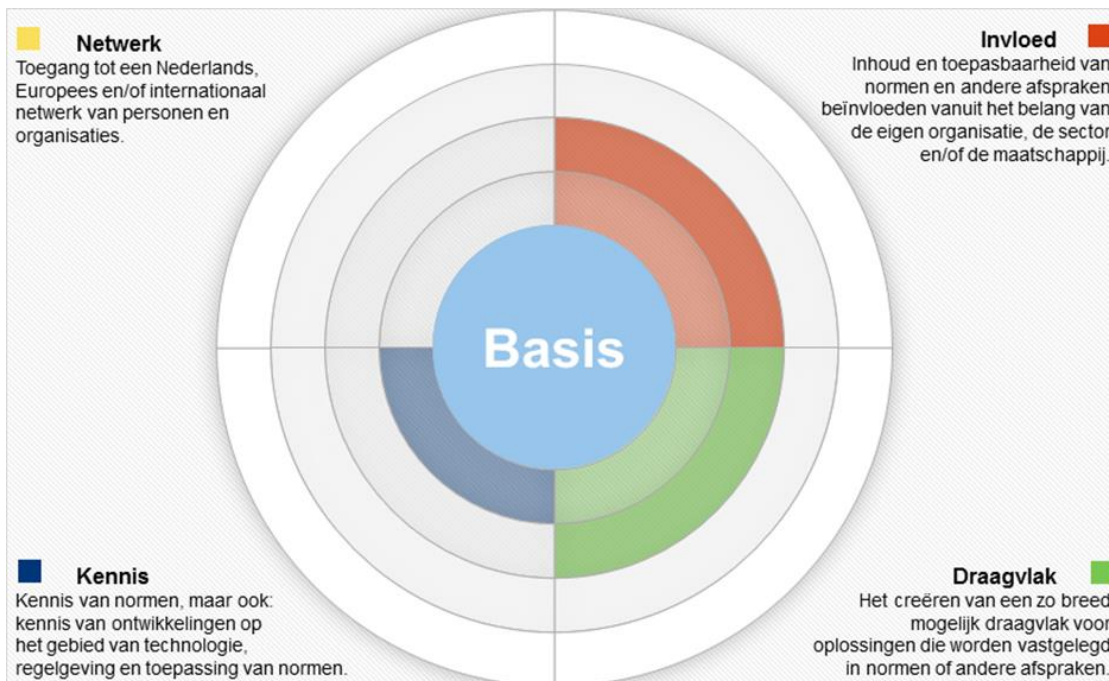 Netwerk
Toegang tot een Nederlands,
Europees en/of internationaal
netwerk van personen en
organisaties.
Invloed
Inhoud en toepasbaarheid van
normen en andere afspraken
beïnvloeden vanuit het belang van
de eigen organisatie, de sector
en/of de maatschappij.
Basis
Kennis
Kennis van normen, maar ook:
kennis van ontwikkelingen op
het gebied van technologie,
regelgeving en toepassing van normen.
Draagvlak
Het creëren van een zo breed
mogelijk draagvlak voor
oplossingen die worden vastgelegd
in normen of andere afspraken.